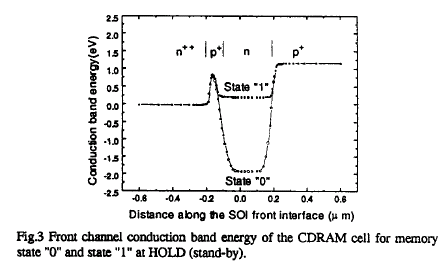 2.5
2.0
1.5
1.0
0.5
0.0
-0.5
-1.0
-1.5
-2.0
-2.5
Conduction band energy(eV)
n++ p+ n p+
State "1"
State "0"
-0.6 -0.4 -0.2 0.0 0.2 0.4 0.6
Distance along the SOI front interface (μ m)
Fig.3 Front channel conduction band energy of the CDRAM cell for memory
state "0" and state "1" at HOLD (stand-by).